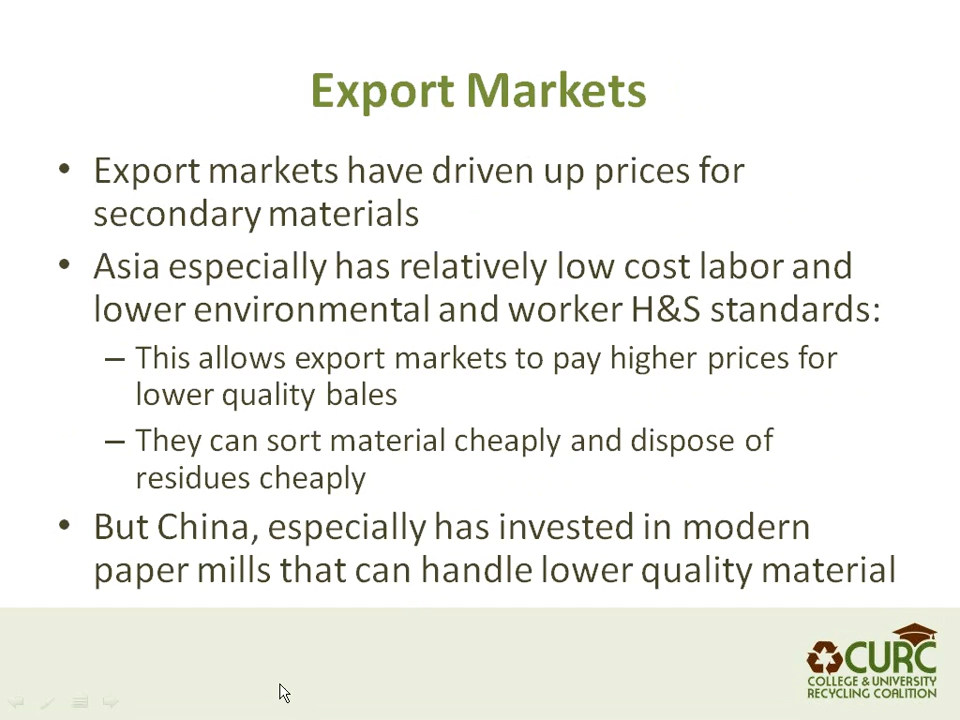 Export Markets
• Export markets have driven up prices for
secondary materials
• Asia especially has relatively low cost labor and
lower environmental and worker H&S standards:
– This allows export markets to pay higher prices for
lower quality bales
– They can sort material cheaply and dispose of
residues cheaply
• But China, especially has invested in modern
paper mills that can handle lower quality material
CURC
COLLEGE & UNIVERSITY
RECYCLING COALITION